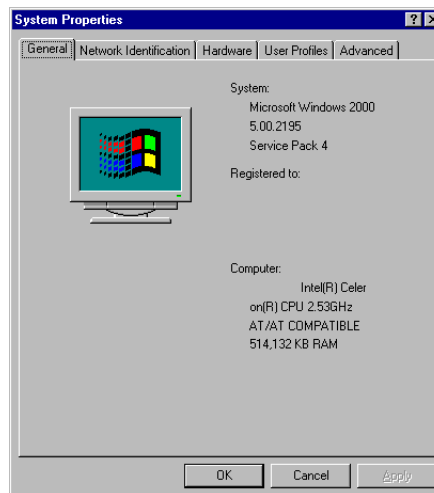 System Properties
General Network Identification Hardware User Profiles Advanced
System:
Microsoft Windows 2000
5.00.2195
Service Pack 4
Registered to:
Computer:
Intel(R) Celer
on(R) CPU 2.53GHz
AT/AT COMPATIBLE
514,132 KB RAM
OK Cancel Apply